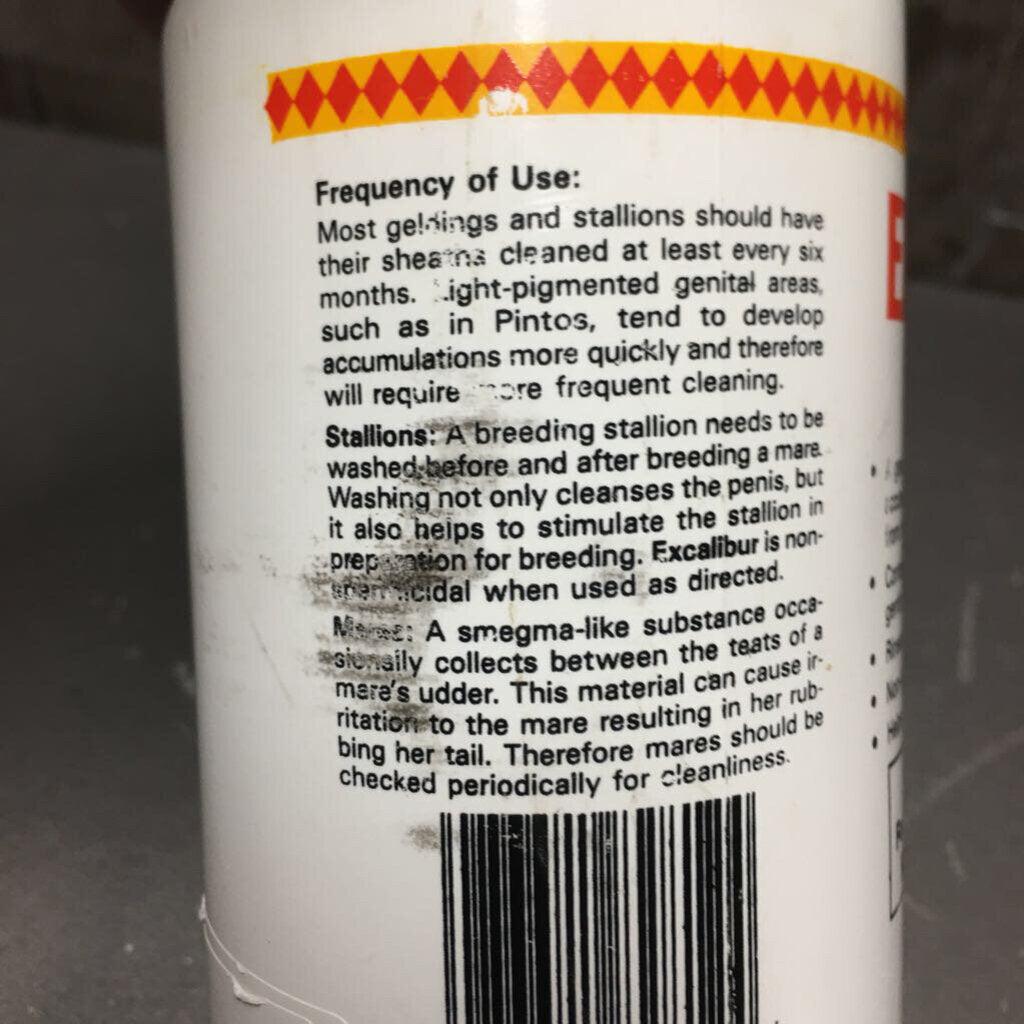 Frequency of Use:
Most geldings and stallions should have
their sheaths cleaned at least every six
months. Light-pigmented genital areas,
such as in Pintos, tend to develop
accumulations more quickly and therefore
will require more frequent cleaning.
Stallions: A breeding stallion needs to be
washed before and after breeding a mare.
Washing not only cleanses the penis, but
it also helps to stimulate the stallion in
preparation for breeding. Excalibur is non-
spermicidal when used as directed.
Mares: A smegma-like substance occa-
sionally collects between the teats of a
mare's udder. This material can cause ir-
ritation to the mare resulting in her rub-
bing her tail. Therefore mares should be
checked periodically for cleanliness.